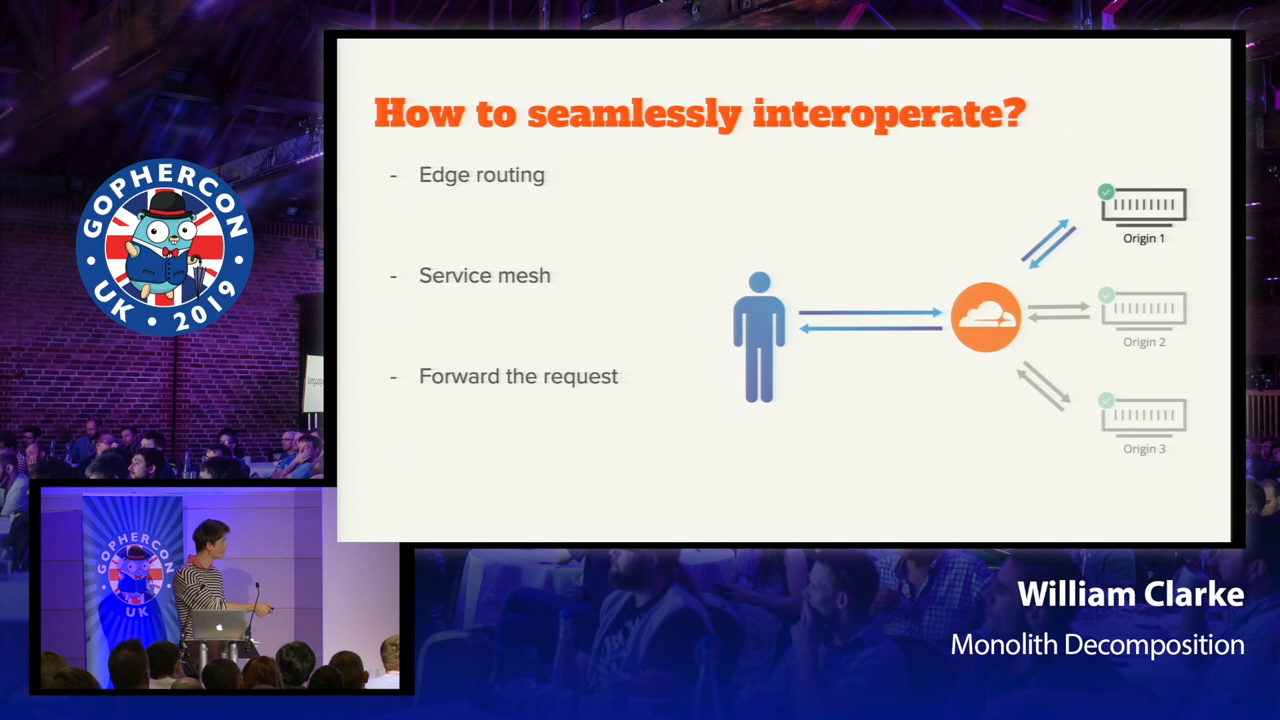 How to seamlessly interoperate?
- Edge routing
- Service mesh
- Forward the request
Origin 1
Origin 2
Origin 3
GOPHERCON
UK • 2019
GOPHERCON
UK
William Clarke
Monolith Decomposition